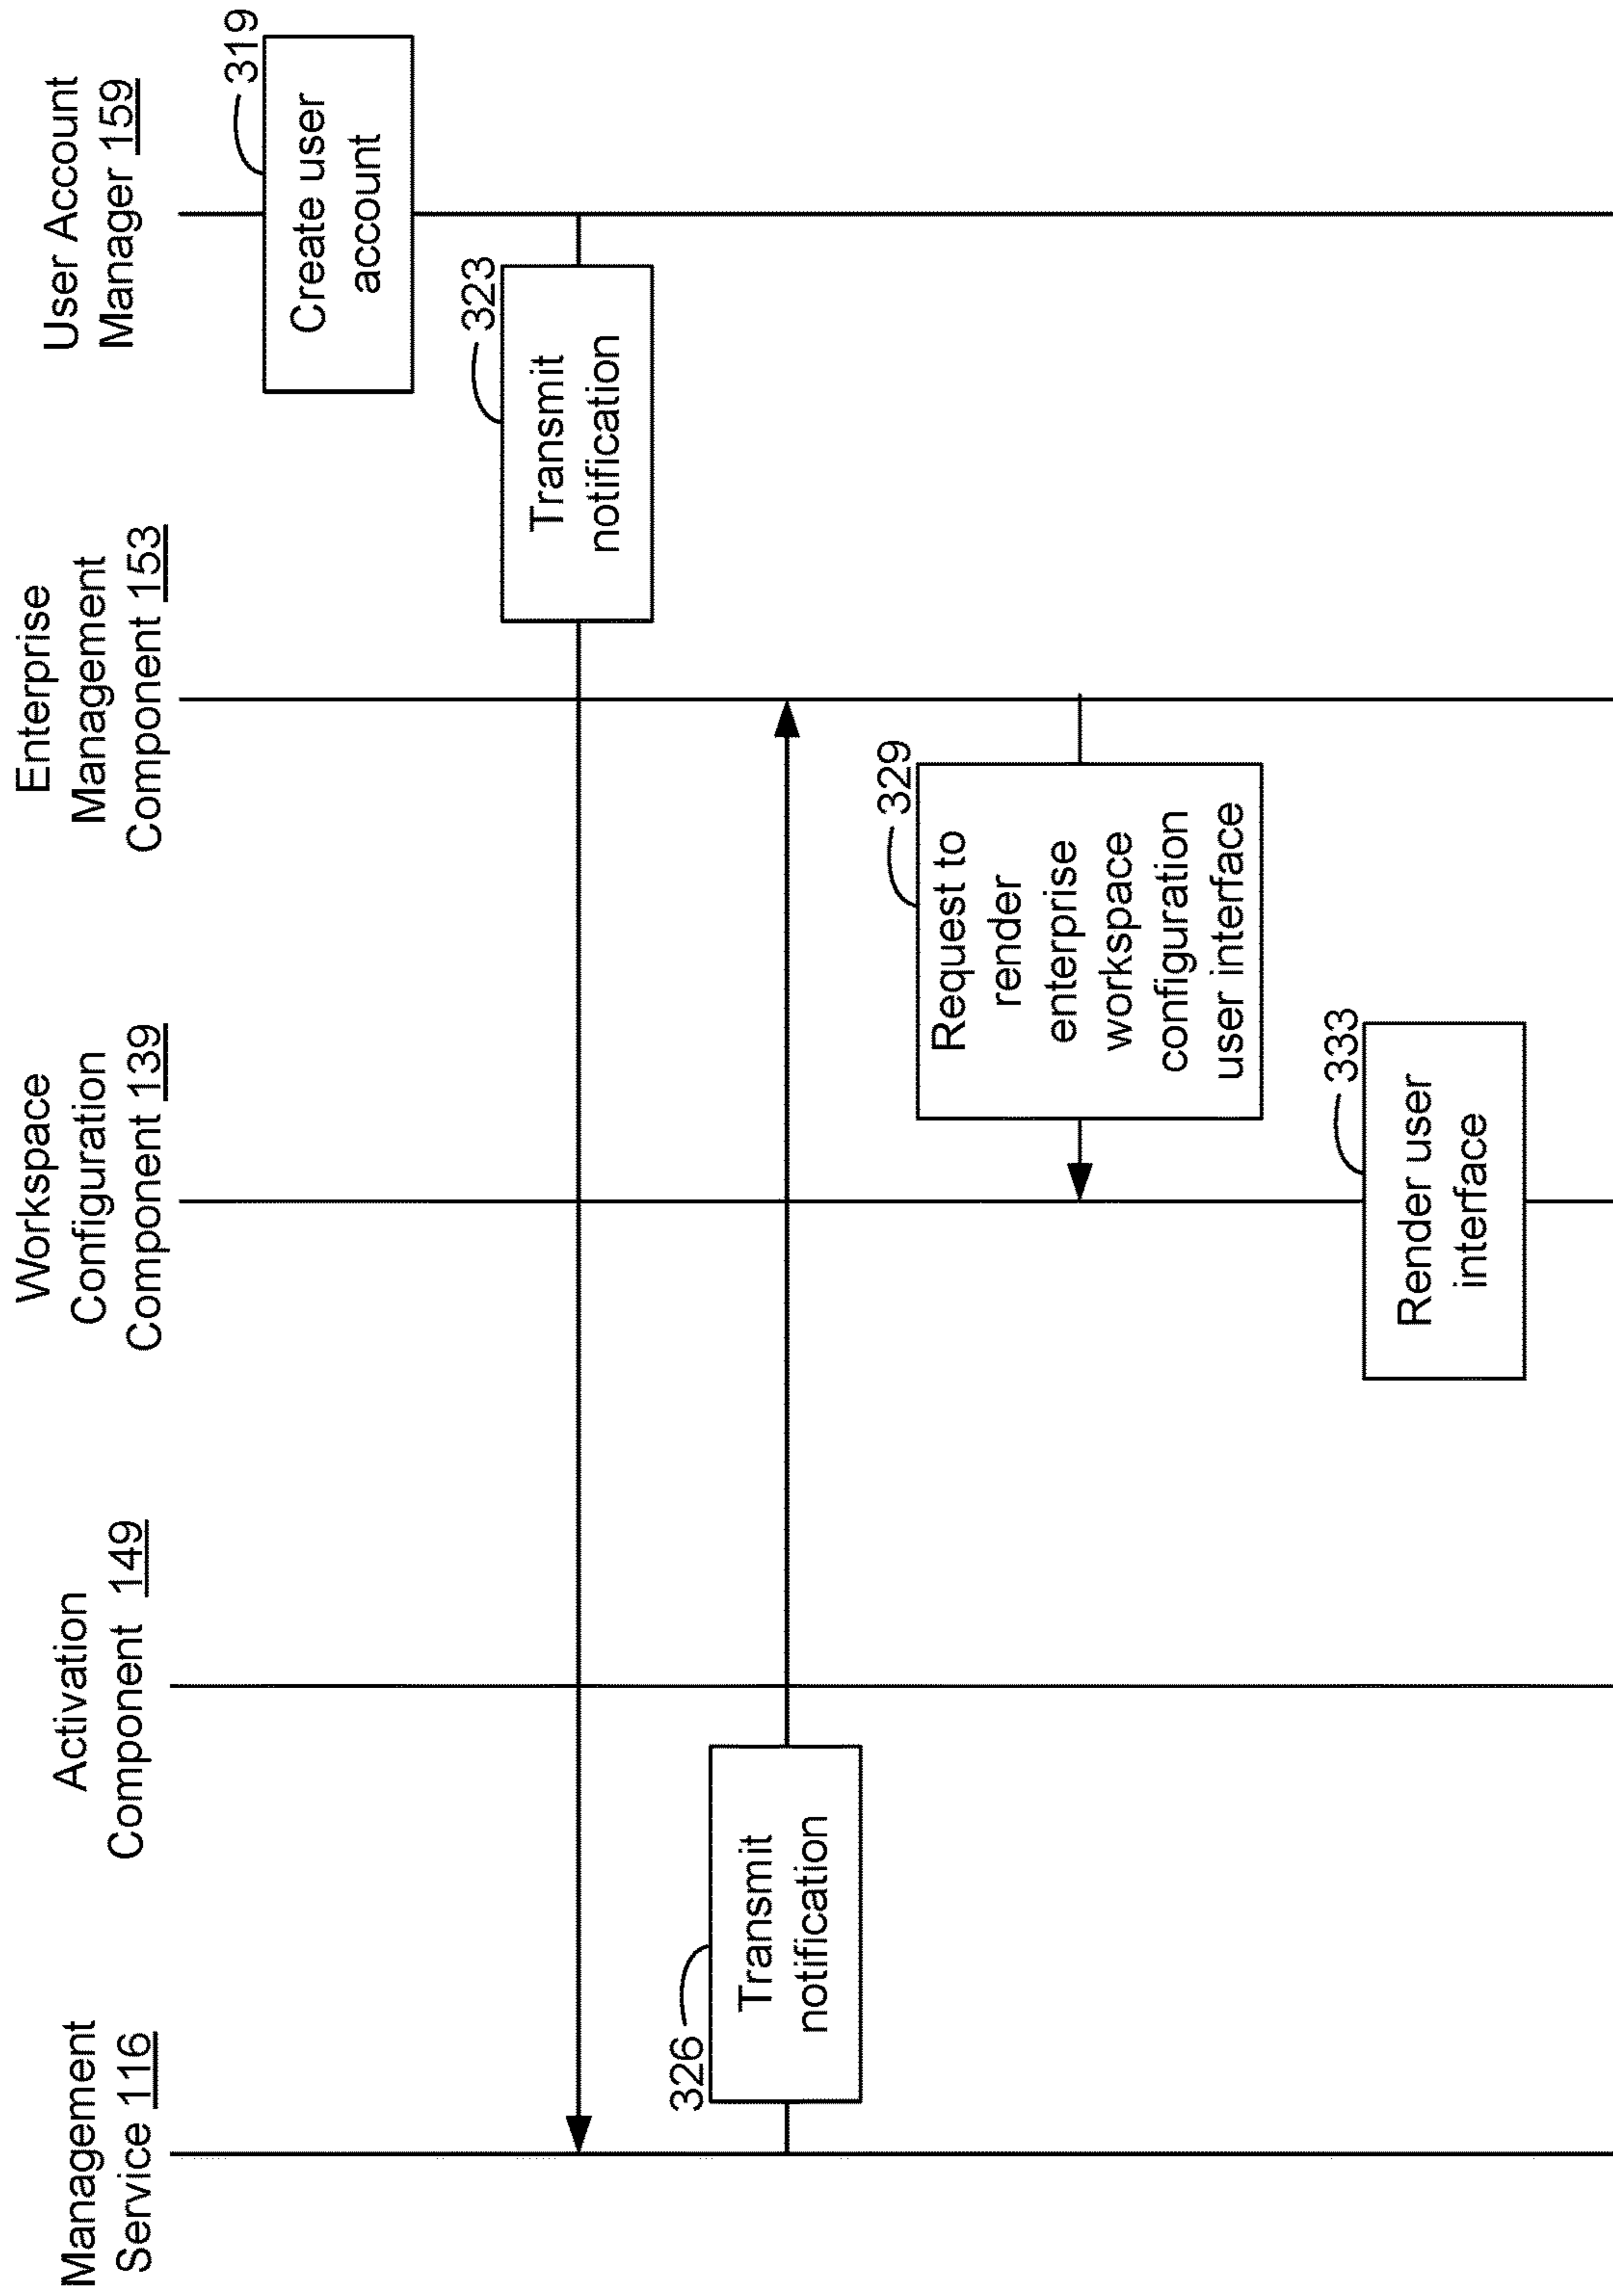 Management
Service 116
Activation
Component 149
Workspace
Configuration
Component 139
Enterprise
Management
Component 153
User Account
Manager 159
319
Create user
account
323
Transmit
notification
326
Transmit
notification
329
Request to
render
enterprise
workspace
configuration
user interface
333
Render user
interface